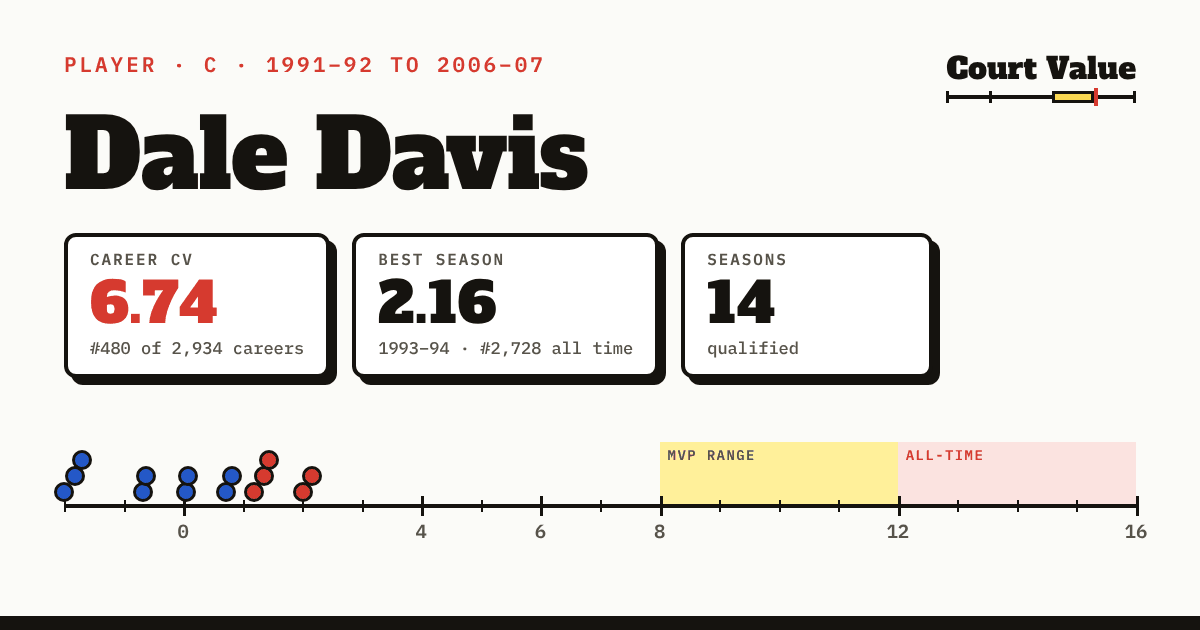 PLAYER · C · 1991–92 TO 2006–07
Court Value
Dale Davis
CAREER CV
6.74
#480 of 2,934 careers
BEST SEASON
2.16
1993–94 · #2,728 all time
SEASONS
14
qualified
MVP RANGE
ALL-TIME
0 4 6 8 12 16